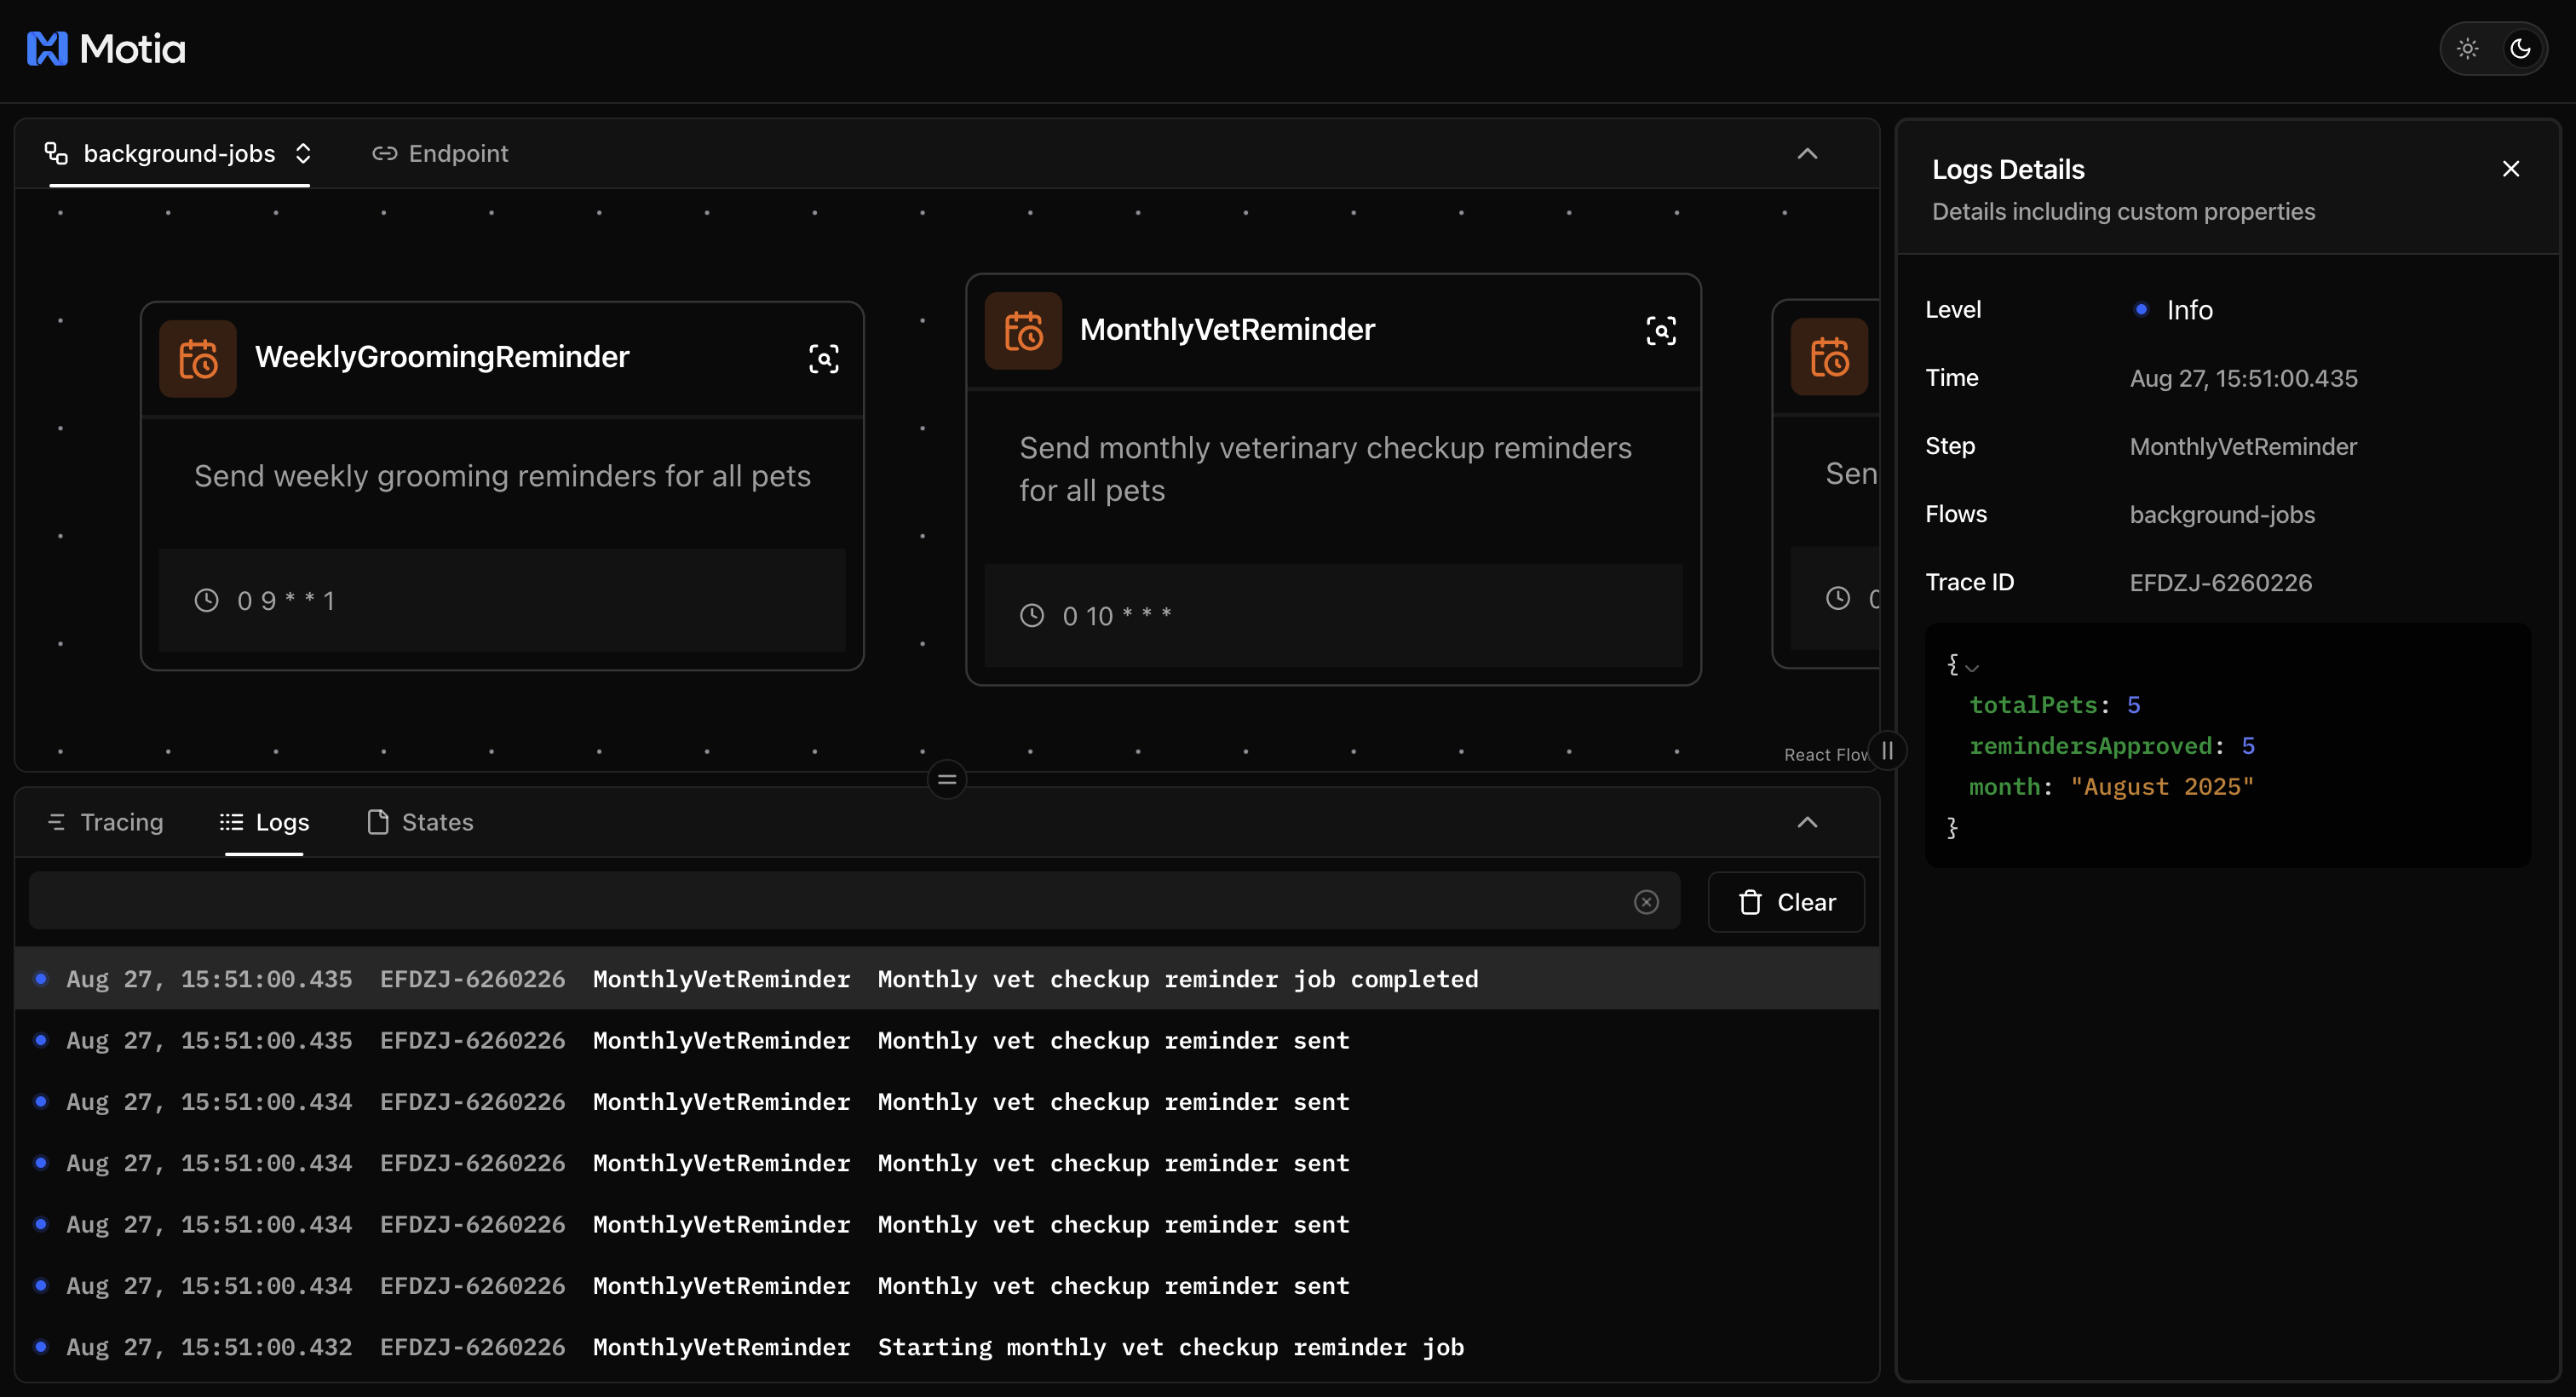 Motia
background-jobs
Endpoint
WeeklyGroomingReminder
Send weekly grooming reminders for all pets
0 9 * * 1
MonthlyVetReminder
Send monthly veterinary checkup reminders
for all pets
0 10 * * *
Sen
0
React Flow
Tracing
Logs
States
Clear
Aug 27, 15:51:00.435 EFDZJ-6260226 MonthlyVetReminder Monthly vet checkup reminder job completed
Aug 27, 15:51:00.435 EFDZJ-6260226 MonthlyVetReminder Monthly vet checkup reminder sent
Aug 27, 15:51:00.434 EFDZJ-6260226 MonthlyVetReminder Monthly vet checkup reminder sent
Aug 27, 15:51:00.434 EFDZJ-6260226 MonthlyVetReminder Monthly vet checkup reminder sent
Aug 27, 15:51:00.434 EFDZJ-6260226 MonthlyVetReminder Monthly vet checkup reminder sent
Aug 27, 15:51:00.434 EFDZJ-6260226 MonthlyVetReminder Monthly vet checkup reminder sent
Aug 27, 15:51:00.432 EFDZJ-6260226 MonthlyVetReminder Starting monthly vet checkup reminder job
Logs Details
Details including custom properties
Level Info
Time Aug 27, 15:51:00.435
Step MonthlyVetReminder
Flows background-jobs
Trace ID EFDZJ-6260226
{
totalPets: 5
remindersApproved: 5
month: "August 2025"
}